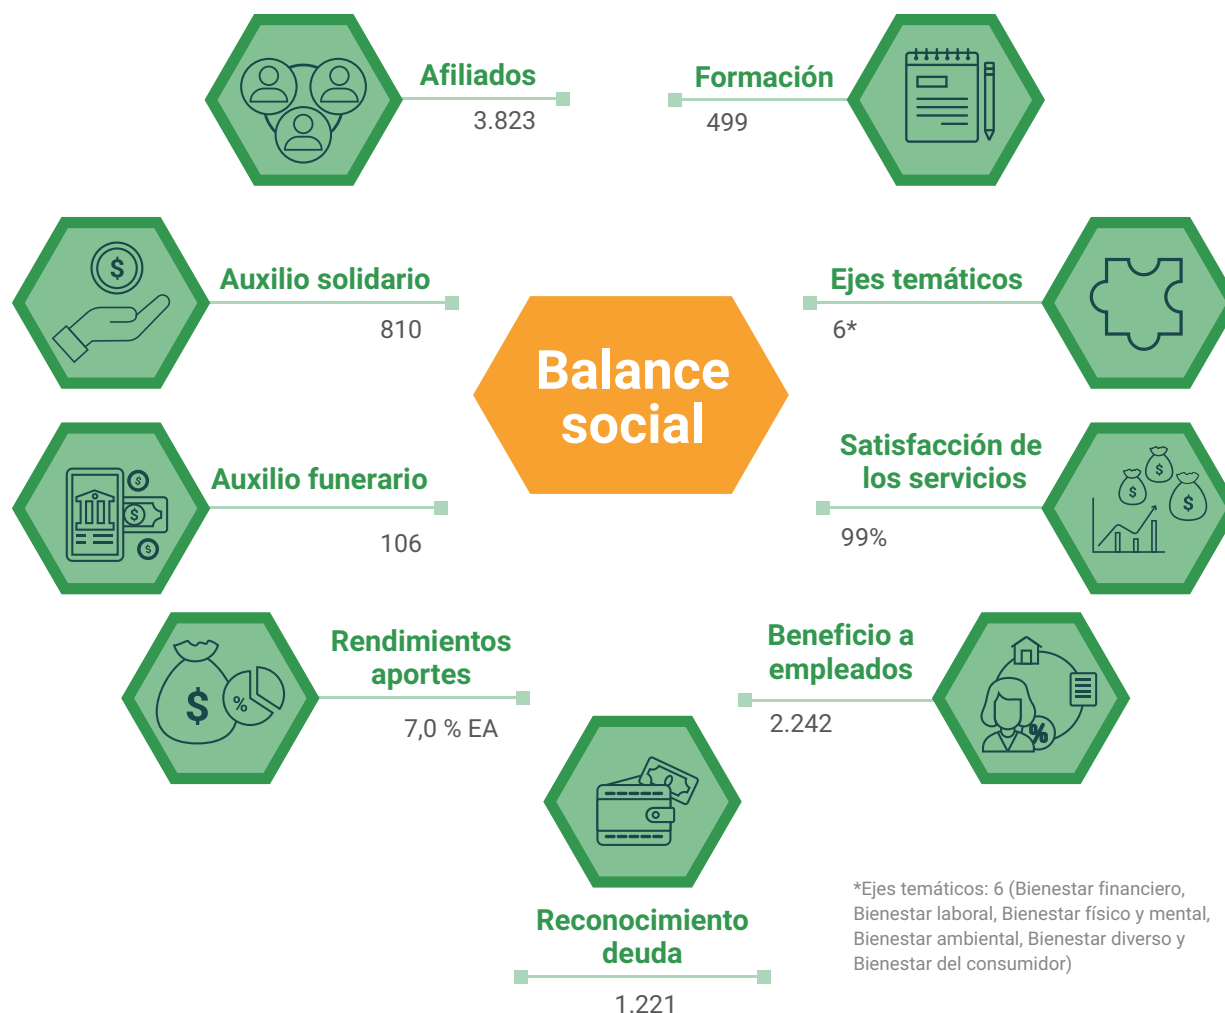 Afiliados
3.823
Formación
499
Auxilio solidario
810
Ejes temáticos
6*
Balance
social
Auxilio funerario
106
Satisfacción de
los servicios
99%
Rendimientos
aportes
7,0 % EA
Beneficio a
empleados
2.242
Reconocimiento
deuda
1.221
*Ejes temáticos: 6 (Bienestar financiero,
Bienestar laboral, Bienestar físico y mental,
Bienestar ambiental, Bienestar diverso y
Bienestar del consumidor)